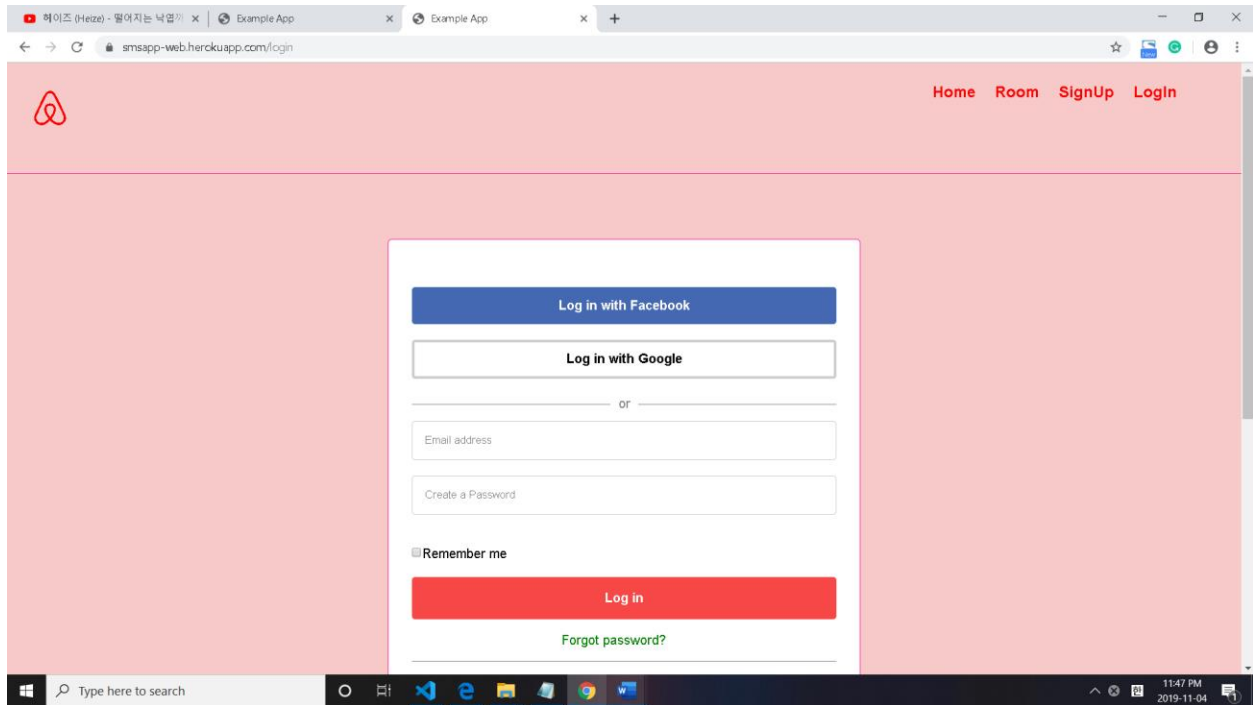 헤이즈 (Heize) - 떨어지는 낙엽까
Example App
Example App
smsapp-web.herokuapp.com/login
New
Home Room SignUp LogIn
Log in with Facebook
Log in with Google
or
Email address
Create a Password
Remember me
Log in
Forgot password?
Type here to search
11:47 PM
2019-11-04